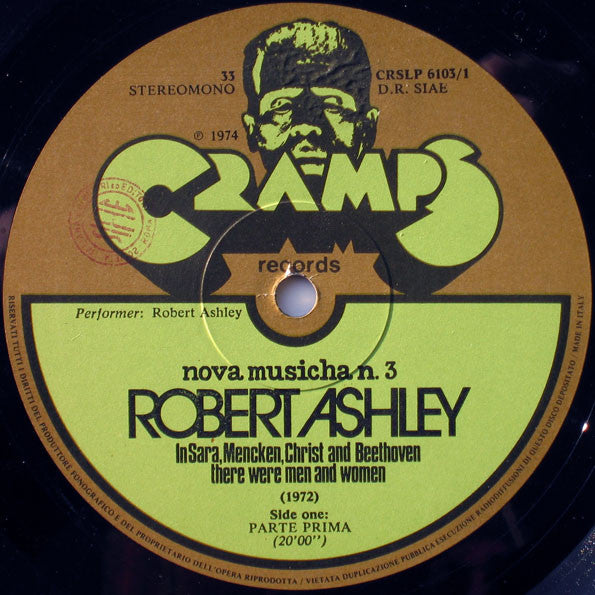 33
STEREOMONO
CRSLP 6103/1
D.R. SIAE
℗ 1974
CRAMPS
records
Performer: Robert Ashley
nova musicha n. 3
ROBERT ASHLEY
In Sara, Mencken, Christ and Beethoven
there were men and women
(1972)
Side one:
PARTE PRIMA
(20'00'')
RISERVATI TUTTI I DIRITTI DEL PRODUTTORE FONOGRAFICO E DEL PROPRIETARIO DELL'OPERA RIPRODOTTA / VIETATA DUPLICAZIONE PUBBLICA ESECUZIONE RADIODIFFUSIONI DI QUESTO DISCO DEPOSITATO / MADE IN ITALY